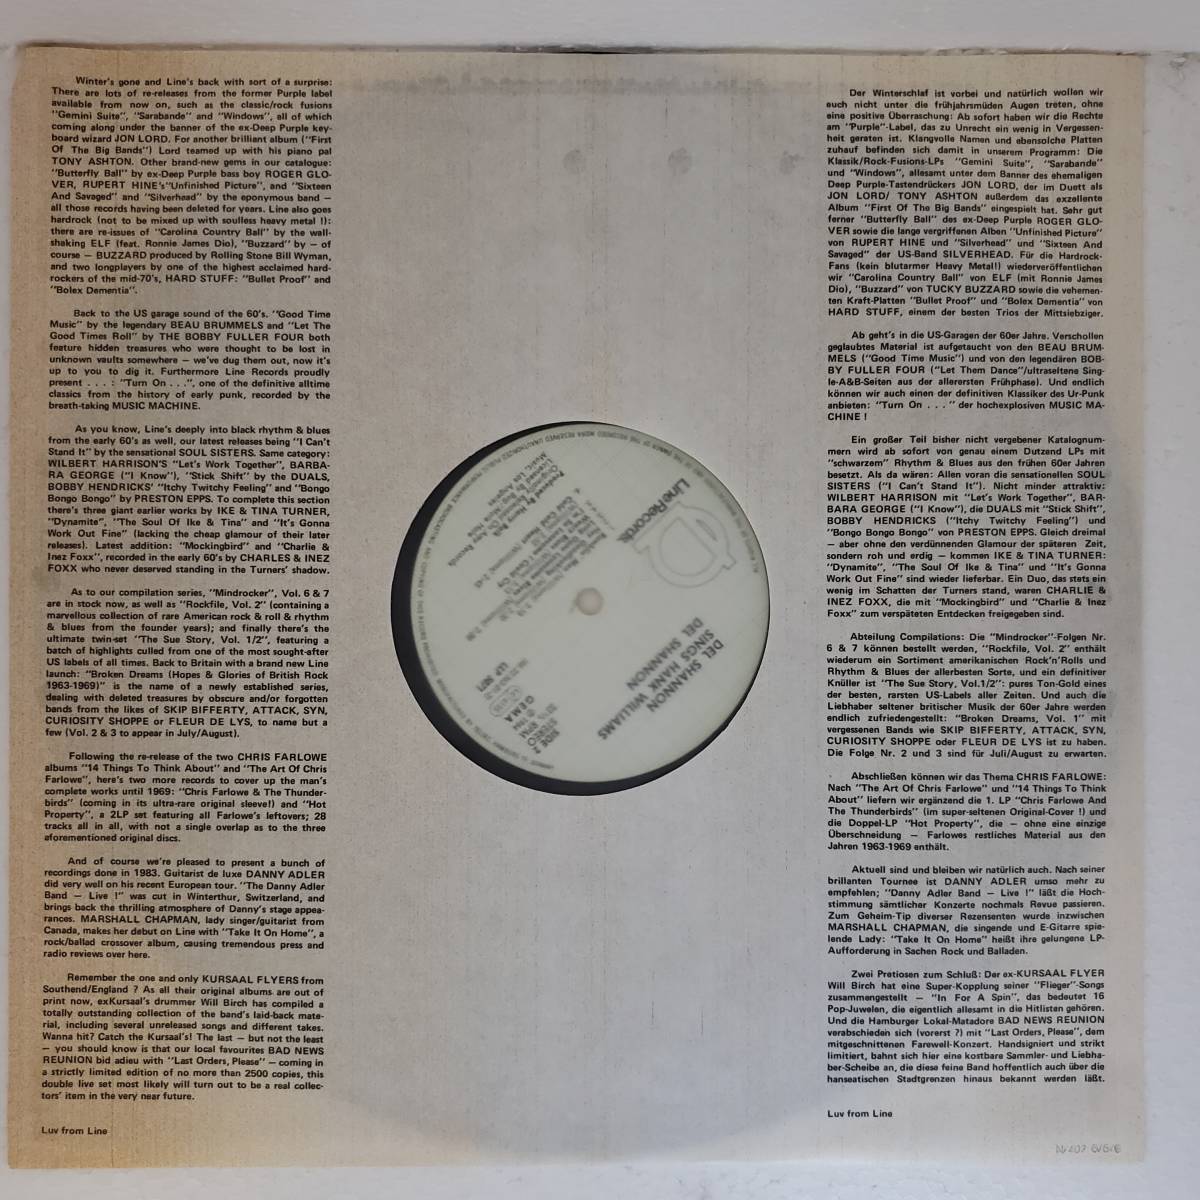 Winter's gone and Line's back with sort of a surprise:
There are lots of re-releases from the former Purple label
available from now on, such as the classic/rock fusions
"Gemini Suite", "Sarabande" and "Windows", all of which
coming along under the banner of the ex-Deep Purple key-
board wizard JON LORD. For another brilliant album ("First
Of The Big Bands") Lord teamed up with his piano pal
TONY ASHTON. Other brand-new gems in our catalogue:
"Butterfly Ball" by ex-Deep Purple bass boy ROGER GLO-
VER, RUPERT HINE's"Unfinished Picture", and "Sixteen
And Savaged" and "Silverhead" by the eponymous band —
all those records having been deleted for years. Line also goes
hardrock (not to be mixed up with soulless heavy metal !):
there are re-issues of "Carolina Country Ball" by the wall-
shaking ELF (feat. Ronnie James Dio), "Buzzard" by — of
course — BUZZARD produced by Rolling Stone Bill Wyman,
and two longplayers by one of the highest acclaimed hard-
rockers of the mid-70's, HARD STUFF: "Bullet Proof" and
"Bolex Dementia".
Back to the US garage sound of the 60's. "Good Time
Music" by the legendary BEAU BRUMMELS and "Let The
Good Times Roll" by THE BOBBY FULLER FOUR both
feature hidden treasures who were thought to be lost in
unknown vaults somewhere — we've dug them out, now it's
up to you to dig it. Furthermore Line Records proudly
present . . . : "Turn On . . .", one of the definitive alltime
classics from the history of early punk, recorded by the
breath-taking MUSIC MACHINE.
As you know, Line's deeply into black rhythm & blues
from the early 60's as well, our latest releases being "I Can't
Stand It" by the sensational SOUL SISTERS. Same category:
WILBERT HARRISON'S "Let's Work Together", BARBA-
RA GEORGE ("I Know"), "Stick Shift" by the DUALS,
BOBBY HENDRICKS' "Itchy Twitchy Feeling" and "Bongo
Bongo Bongo" by PRESTON EPPS. To complete this section
there's three giant earlier works by IKE & TINA TURNER,
"Dynamite", "The Soul Of Ike & Tina" and "It's Gonna
Work Out Fine" (lacking the cheap glamour of their later
releases). Latest addition: "Mockingbird" and "Charlie &
Inez Foxx", recorded in the early 60's by CHARLES & INEZ
FOXX who never deserved standing in the Turners' shadow.
As to our compilation series, "Mindrocker", Vol. 6 & 7
are in stock now, as well as "Rockfile, Vol. 2" (containing a
marvellous collection of rare American rock & roll & rhythm
& blues from the founder years); and finally there's the
ultimate twin-set "The Sue Story, Vol. 1/2", featuring a
batch of highlights culled from one of the most sought-after
US labels of all times. Back to Britain with a brand new Line
launch: "Broken Dreams (Hopes & Glories of British Rock
1963-1969)" is the name of a newly established series,
dealing with deleted treasures by obscure and/or forgotten
bands from the likes of SKIP BIFFERTY, ATTACK, SYN,
CURIOSITY SHOPPE or FLEUR DE LYS, to name but a
few (Vol. 2 & 3 to appear in July/August).
Following the re-release of the two CHRIS FARLOWE
albums "14 Things To Think About" and "The Art Of Chris
Farlowe", here's two more records to cover up the man's
complete works until 1969: "Chris Farlowe & The Thunder-
birds" (coming in its ultra-rare original sleeve!) and "Hot
Property", a 2LP set featuring all Farlowe's leftovers; 28
tracks all in all, with not a single overlap as to the three
aforementioned original discs.
And of course we're pleased to present a bunch of
recordings done in 1983. Guitarist de luxe DANNY ADLER
did very well on his recent European tour. "The Danny Adler
Band — Live !" was cut in Winterthur, Switzerland, and
brings back the thrilling atmosphere of Danny's stage appea-
rances. MARSHALL CHAPMAN, lady singer/guitarist from
Canada, makes her debut on Line with "Take It On Home", a
rock/ballad crossover album, causing tremendous press and
radio reviews over here.
Remember the one and only KURSAAL FLYERS from
Southend/England ? As all their original albums are out of
print now, exKursaal's drummer Will Birch has compiled a
totally outstanding collection of the band's laid-back mate-
rial, including several unreleased songs and different takes.
Wanna hit? Catch the Kursaal's! The last — but not the least
— you should know is that our local favourites BAD NEWS
REUNION bid adieu with "Last Orders, Please" — coming in
a strictly limited edition of no more than 2500 copies, this
double live set most likely will turn out to be a real collec-
tors' item in the very near future.
Luv from Line
LineRecords
DEL SHANNON
SINGS HANK WILLIAMS
DEL SHANNON
SIDE 2
STEREO
GEMA
Der Winterschlaf ist vorbei und natürlich wollen wir
euch nicht unter die frühjahrsmüden Augen treten, ohne
eine positive Überraschung: Ab sofort haben wir die Rechte
am "Purple"-Label, das zu Unrecht ein wenig in Vergessen-
heit geraten ist. Klangvolle Namen und ebensolche Platten
zuhauf befinden sich damit in unserem Programm: Die
Klassik/Rock-Fusions-LPs "Gemini Suite", "Sarabande"
und "Windows", allesamt unter dem Banner des ehemaligen
Deep Purple-Tastendrückers JON LORD, der im Duett als
JON LORD/ TONY ASHTON außerdem das exzellente
Album "First Of The Big Bands" eingespielt hat. Sehr gut
ferner "Butterfly Ball" des ex-Deep Purple ROGER GLO-
VER sowie die lange vergriffenen Alben "Unfinished Picture"
von RUPERT HINE und "Silverhead" und "Sixteen And
Savaged" der US-Band SILVERHEAD. Für die Hardrock-
Fans (kein blutarmer Heavy Metal!) wiederveröffentlichen
wir "Carolina Country Ball" von ELF (mit Ronnie James
Dio), "Buzzard" von TUCKY BUZZARD sowie die vehemen-
ten Kraft-Platten "Bullet Proof" und "Bolex Dementia" von
HARD STUFF, einem der besten Trios der Mittsiebziger.
Ab geht's in die US-Garagen der 60er Jahre. Verschollen
geglaubtes Material ist aufgetaucht von den BEAU BRUM-
MELS ("Good Time Music") und von den legendären BOB-
BY FULLER FOUR ("Let Them Dance"/ultraseltene Sing-
le-A&B-Seiten aus der allerersten Frühphase). Und endlich
können wir auch einen der definitiven Klassiker des Ur-Punk
anbieten: "Turn On . . . " der hochexplosiven MUSIC MA-
CHINE !
Ein großer Teil bisher nicht vergebener Katalognum-
mern wird ab sofort von genau einem Dutzend LPs mit
"schwarzem" Rhythm & Blues aus den frühen 60er Jahren
besetzt. Als da wären: Allen voran die sensationellen SOUL
SISTERS ("I Can't Stand It"). Nicht minder attraktiv:
WILBERT HARRISON mit "Let's Work Together", BAR-
BARA GEORGE ("I Know"), die DUALS mit "Stick Shift",
BOBBY HENDRICKS ("Itchy Twitchy Feeling") und
"Bongo Bongo Bongo" von PRESTON EPPS. Gleich dreimal
— aber ohne den verdünnenden Glamour der späteren Zeit,
sondern roh und erdig — kommen IKE & TINA TURNER:
"Dynamite", "The Soul Of Ike & Tina" und "It's Gonna
Work Out Fine" sind wieder lieferbar. Ein Duo, das stets ein
wenig im Schatten der Turners stand, waren CHARLIE &
INEZ FOXX, die mit "Mockingbird" und "Charlie & Inez
Foxx" zum verspäteten Entdecken freigegeben sind.
Abteilung Compilations: Die "Mindrocker"-Folgen Nr.
6 & 7 können bestellt werden, "Rockfile, Vol. 2" enthält
wiederum ein Sortiment amerikanischen Rock'n'Rolls und
Rhythm & Blues der allerbesten Sorte, und ein definitiver
Knüller ist "The Sue Story, Vol.1/2": pures Ton-Gold eines
der besten, rarsten US-Labels aller Zeiten. Und auch die
Liebhaber seltener britischer Musik der 60er Jahre werden
endlich zufriedengestellt: "Broken Dreams, Vol. 1" mit
vergessenen Bands wie SKIP BIFFERTY, ATTACK, SYN,
CURIOSITY SHOPPE oder FLEUR DE LYS ist zu haben.
Die Folge Nr. 2 und 3 sind für Juli/August zu erwarten.
Abschließen können wir das Thema CHRIS FARLOWE:
Nach "The Art Of Chris Farlowe" und "14 Things To Think
About" liefern wir ergänzend die 1. LP "Chris Farlowe And
The Thunderbirds" (im super-seltenen Original-Cover !) und
die Doppel-LP "Hot Property", die — ohne eine einzige
Überschneidung — Farlowes restliches Material aus den
Jahren 1963-1969 enthält.
Aktuell sind und bleiben wir natürlich auch. Nach seiner
brillanten Tournee ist DANNY ADLER umso mehr zu
empfehlen; "Danny Adler Band — Live !" läßt die Hoch-
stimmung sämtlicher Konzerte nochmals Revue passieren.
Zum Geheim-Tip diverser Rezensenten wurde inzwischen
MARSHALL CHAPMAN, die singende und E-Gitarre spie-
lende Lady: "Take It On Home" heißt ihre gelungene LP-
Aufforderung in Sachen Rock und Balladen.
Zwei Pretiosen zum Schluß: Der ex-KURSAAL FLYER
Will Birch hat eine Super-Kopplung seiner "Flieger"-Songs
zusammengestellt — "In For A Spin", das bedeutet 16
Pop-Juwelen, die eigentlich allesamt in die Hitlisten gehören.
Und die Hamburger Lokal-Matadore BAD NEWS REUNION
verabschieden sich (vorerst ?) mit "Last Orders, Please", dem
mitgeschnittenen Farewell-Konzert. Handsigniert und strikt
limitiert, bahnt sich hier eine kostbare Sammler- und Liebha-
ber-Scheibe an, die diese feine Band hoffentlich auch über die
hanseatischen Stadtgrenzen hinaus bekannt werden läßt.
Luv from Line